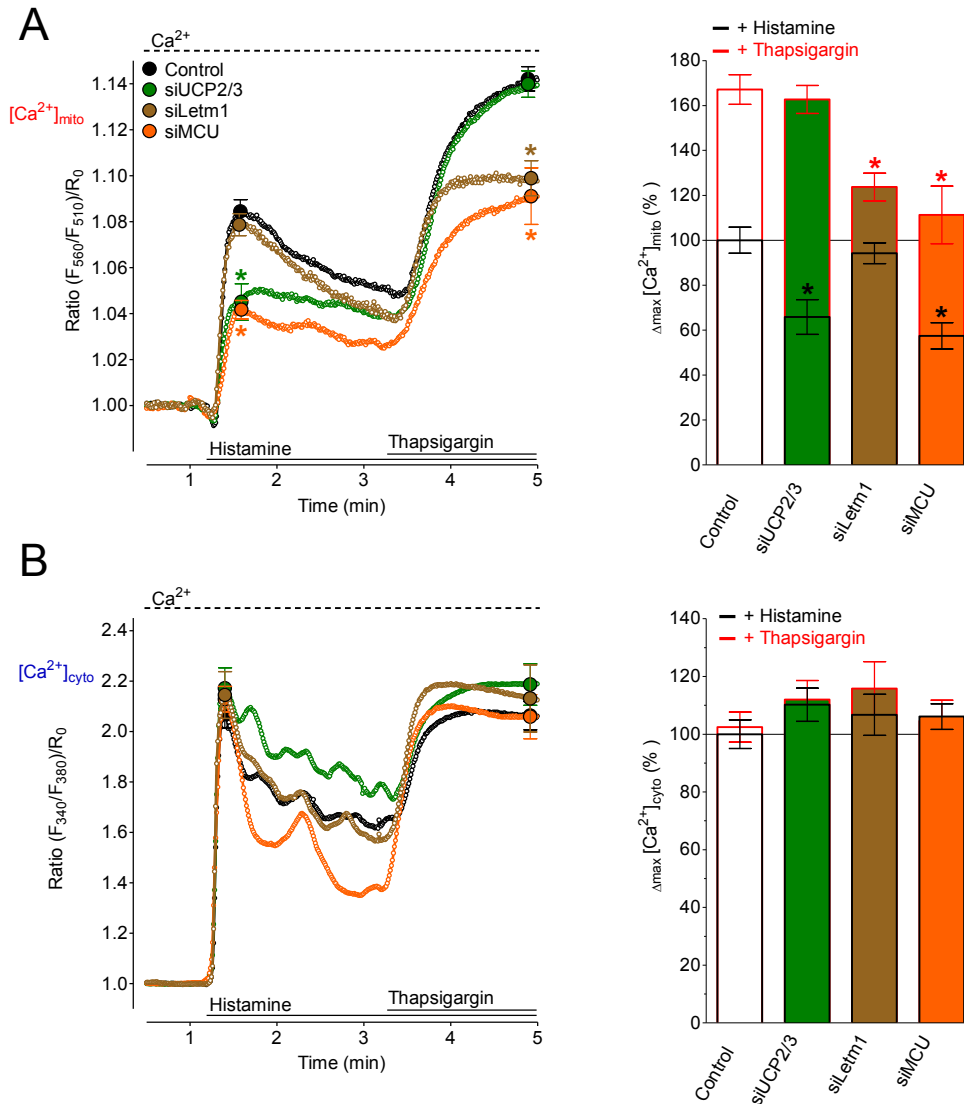 A
Ca²⁺
Control
siUCP2/3
siLetm1
siMCU
[Ca²⁺]mito
Ratio (F560/F510)/R0
1.14
1.12
1.10
1.08
1.06
1.04
1.02
1.00
*
*
*
*
Histamine
Thapsigargin
1
2
3
4
5
Time (min)
+ Histamine
+ Thapsigargin
Δmax [Ca²⁺]mito (% )
180
160
140
120
100
80
60
40
20
0
*
*
*
*
Control
siUCP2/3
siLetm1
siMCU
B
Ca²⁺
[Ca²⁺]cyto
Ratio (F340/F380)/R0
2.4
2.2
2.0
1.8
1.6
1.4
1.2
1.0
Histamine
Thapsigargin
1
2
3
4
5
Time (min)
+ Histamine
+ Thapsigargin
Δmax [Ca²⁺]cyto (% )
140
120
100
80
60
40
20
0
Control
siUCP2/3
siLetm1
siMCU